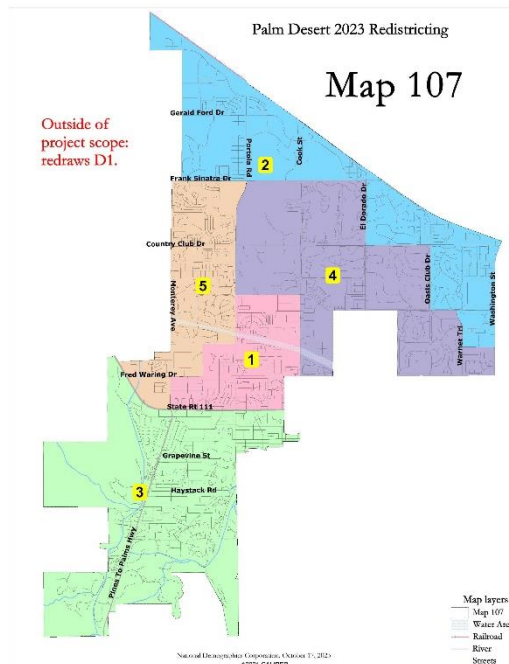 Palm Desert 2023 Redistricting
Map 107
Outside of
project scope:
redraws D1.
Gerald Ford Dr
Portola Rd
Cook St
2
Frank Sinatra Dr
El Dorado Dr
Country Club Dr
4
5
Monterey Ave
Oasis Club Dr
Washington St
1
Warner Trl
Fred Waring Dr
State Rt 111
Grapevine St
3
Haystack Rd
Pines To Palms Hwy
Map layers
Map 107
Water Are
Railroad
River
Streets
National Demographics Corporation, October 17, 2023
CALIPER